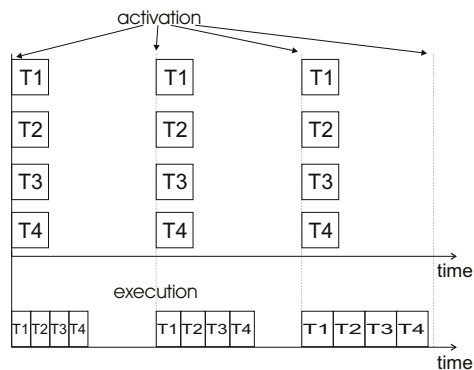 activation
T1 T1 T1
T2 T2 T2
T3 T3 T3
T4 T4 T4
time
execution
T1 T2 T3 T4 T1 T2 T3 T4 T1 T2 T3 T4
time